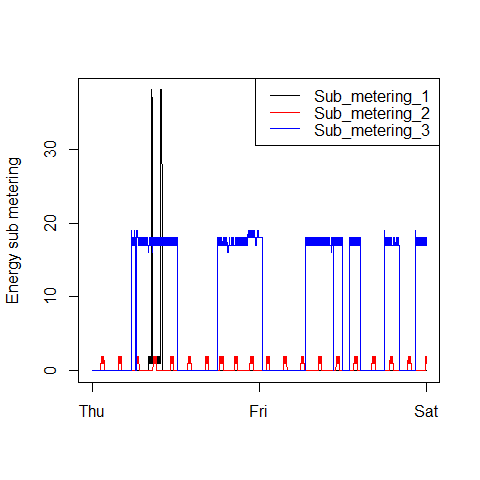 Sub_metering_1
Sub_metering_2
Sub_metering_3
Energy sub metering
30
20
10
0
Thu
Fri
Sat